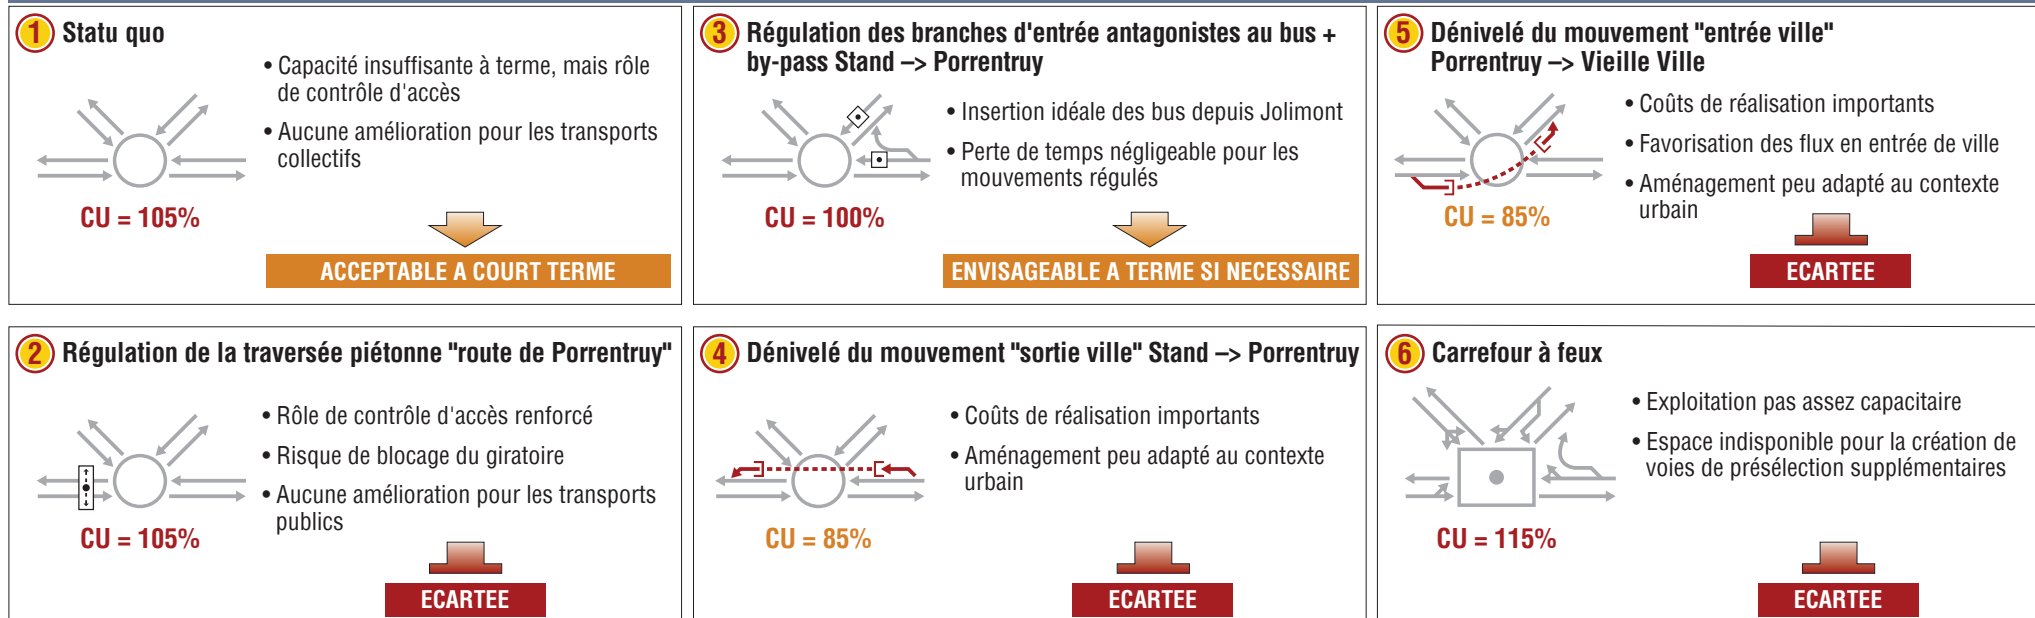 1 Statu quo
• Capacité insuffisante à terme, mais rôle
de contrôle d'accès
• Aucune amélioration pour les transports
collectifs
CU = 105%
ACCEPTABLE A COURT TERME
3 Régulation des branches d'entrée antagonistes au bus +
by-pass Stand –> Porrentruy
• Insertion idéale des bus depuis Jolimont
• Perte de temps négligeable pour les
mouvements régulés
CU = 100%
ENVISAGEABLE A TERME SI NECESSAIRE
5 Dénivelé du mouvement "entrée ville"
Porrentruy –> Vieille Ville
• Coûts de réalisation importants
• Favorisation des flux en entrée de ville
• Aménagement peu adapté au contexte
urbain
CU = 85%
ECARTEE
2 Régulation de la traversée piétonne "route de Porrentruy"
• Rôle de contrôle d'accès renforcé
• Risque de blocage du giratoire
• Aucune amélioration pour les transports
publics
CU = 105%
ECARTEE
4 Dénivelé du mouvement "sortie ville" Stand –> Porrentruy
• Coûts de réalisation importants
• Aménagement peu adapté au contexte
urbain
CU = 85%
ECARTEE
6 Carrefour à feux
• Exploitation pas assez capacitaire
• Espace indisponible pour la création de
voies de présélection supplémentaires
CU = 115%
ECARTEE